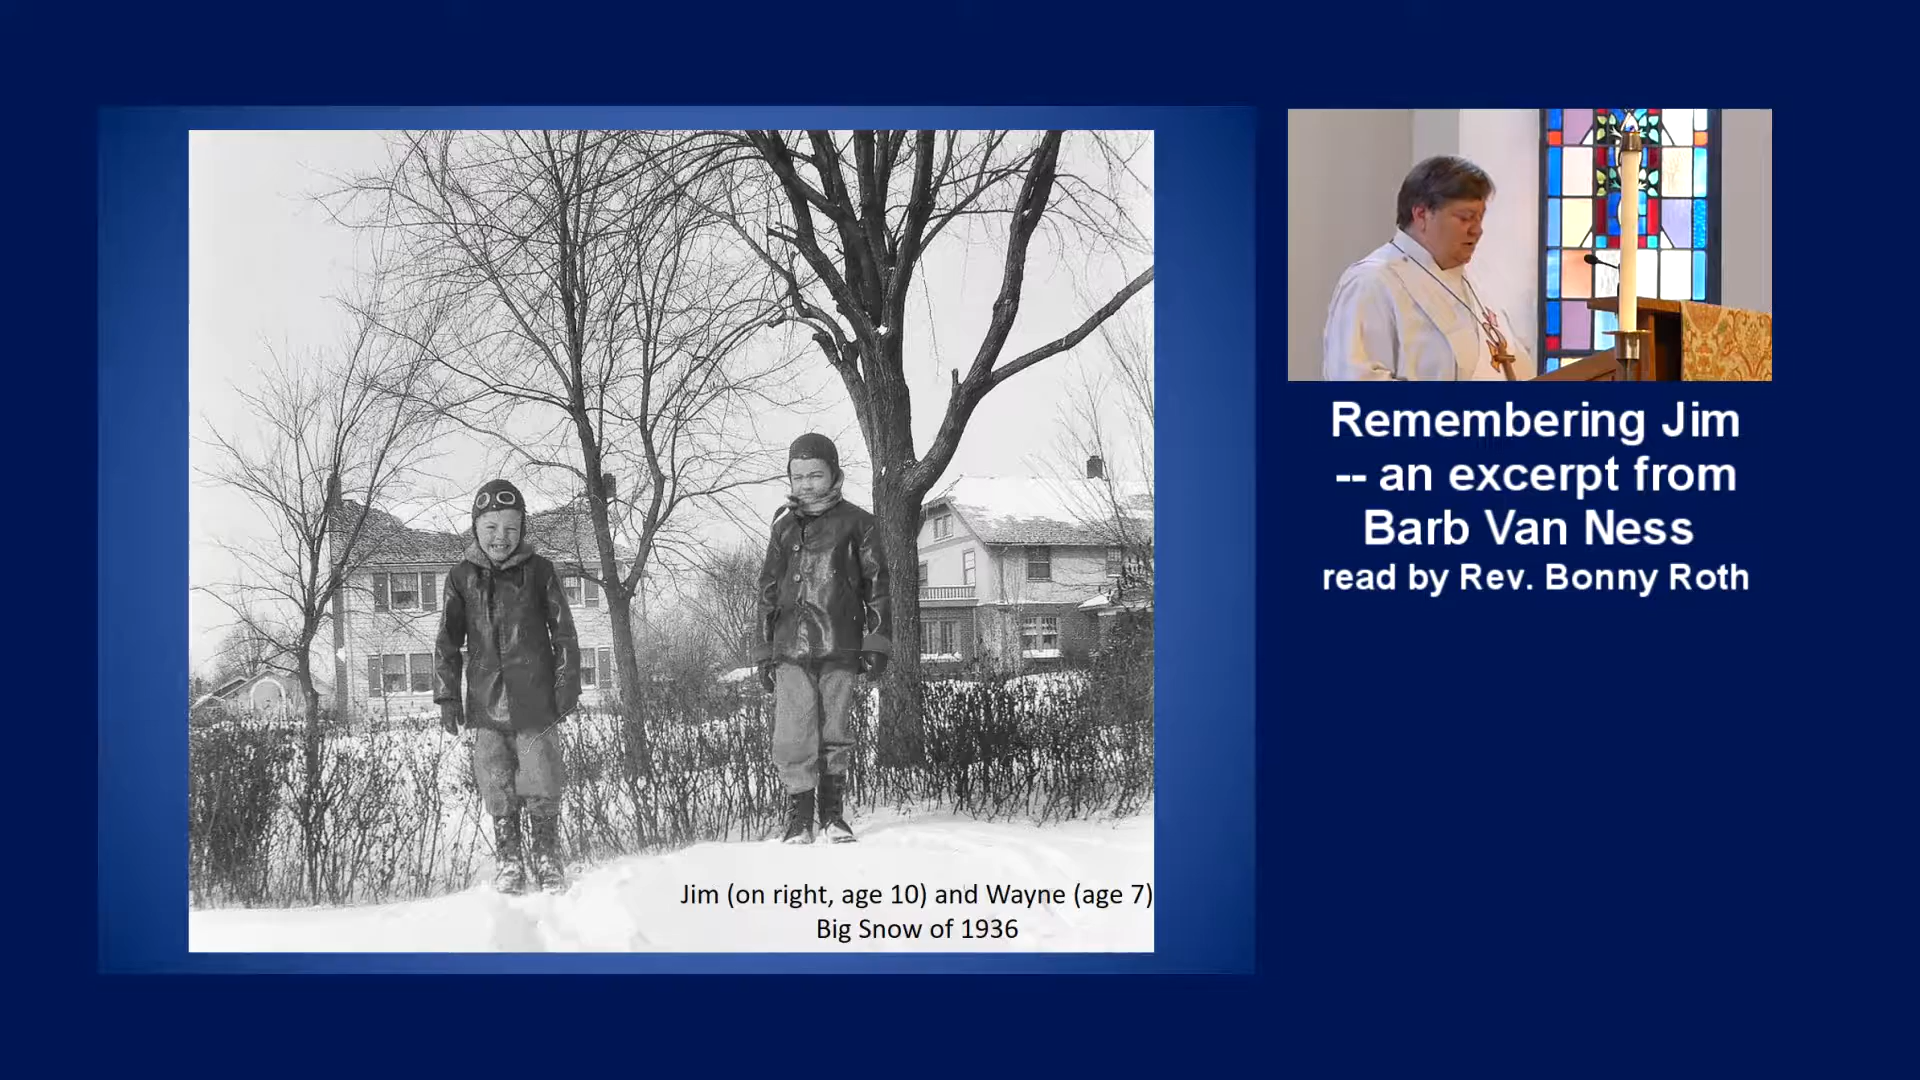 Jim (on right, age 10) and Wayne (age 7)
Big Snow of 1936
Remembering Jim
-- an excerpt from
Barb Van Ness
read by Rev. Bonny Roth